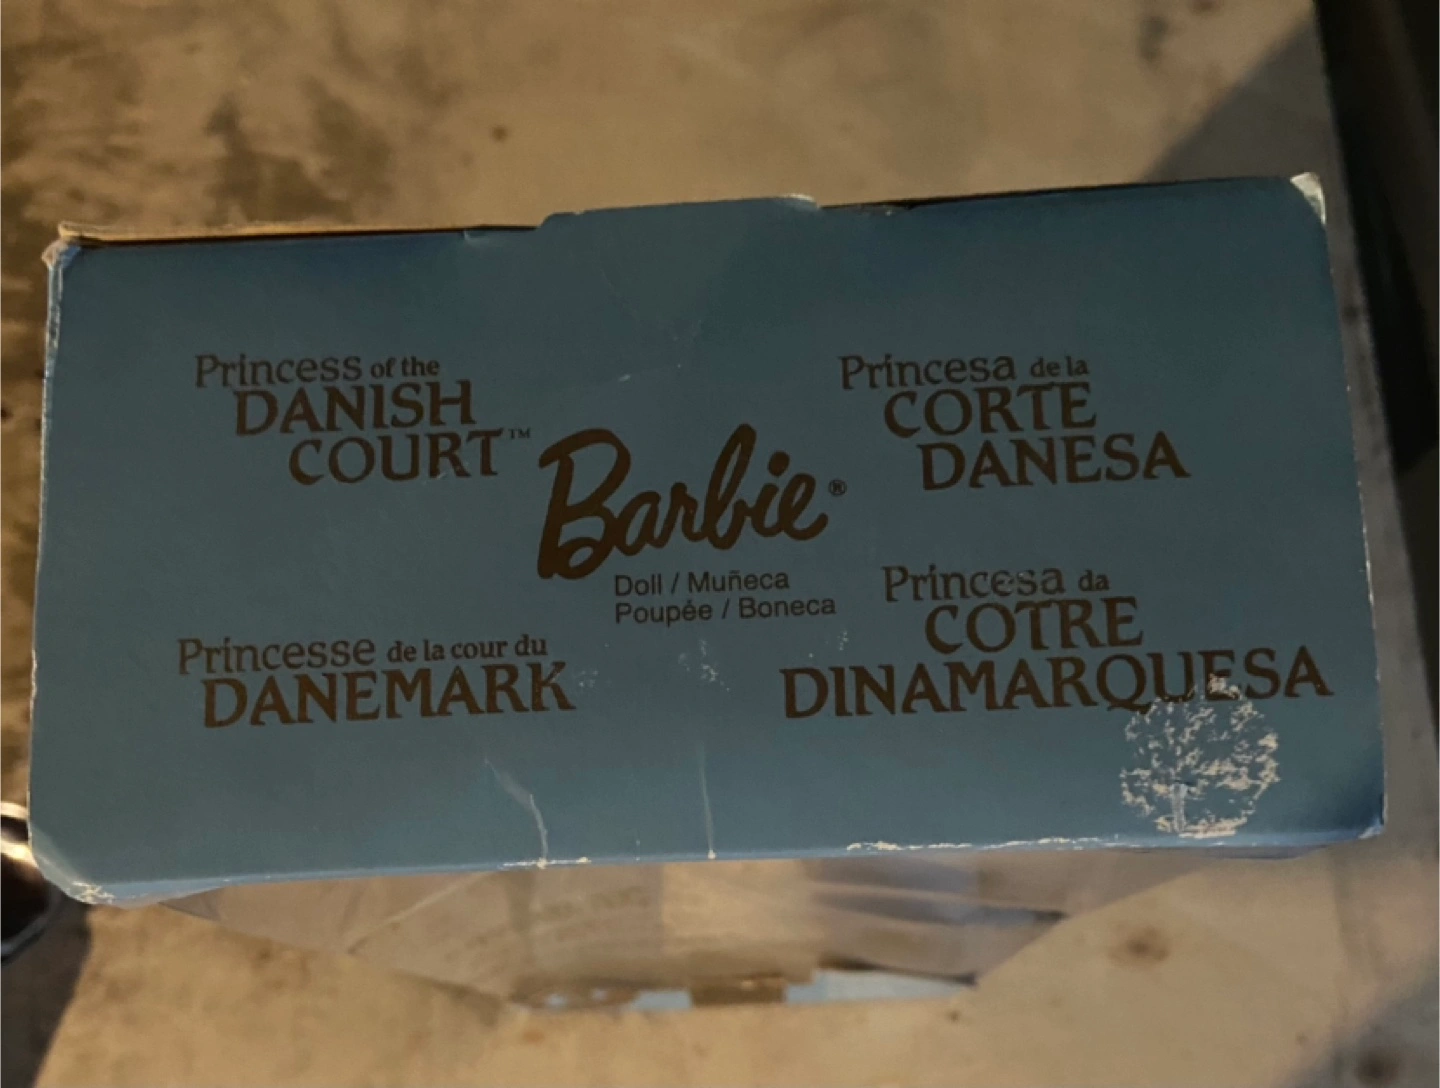 Princess of the
DANISH
COURT™
Princesa de la
CORTE
DANESA
Barbie®
Doll / Muñeca
Poupée / Boneca
Princesse de la cour du
DANEMARK
Princesa da
COTRE
DINAMARQUESA